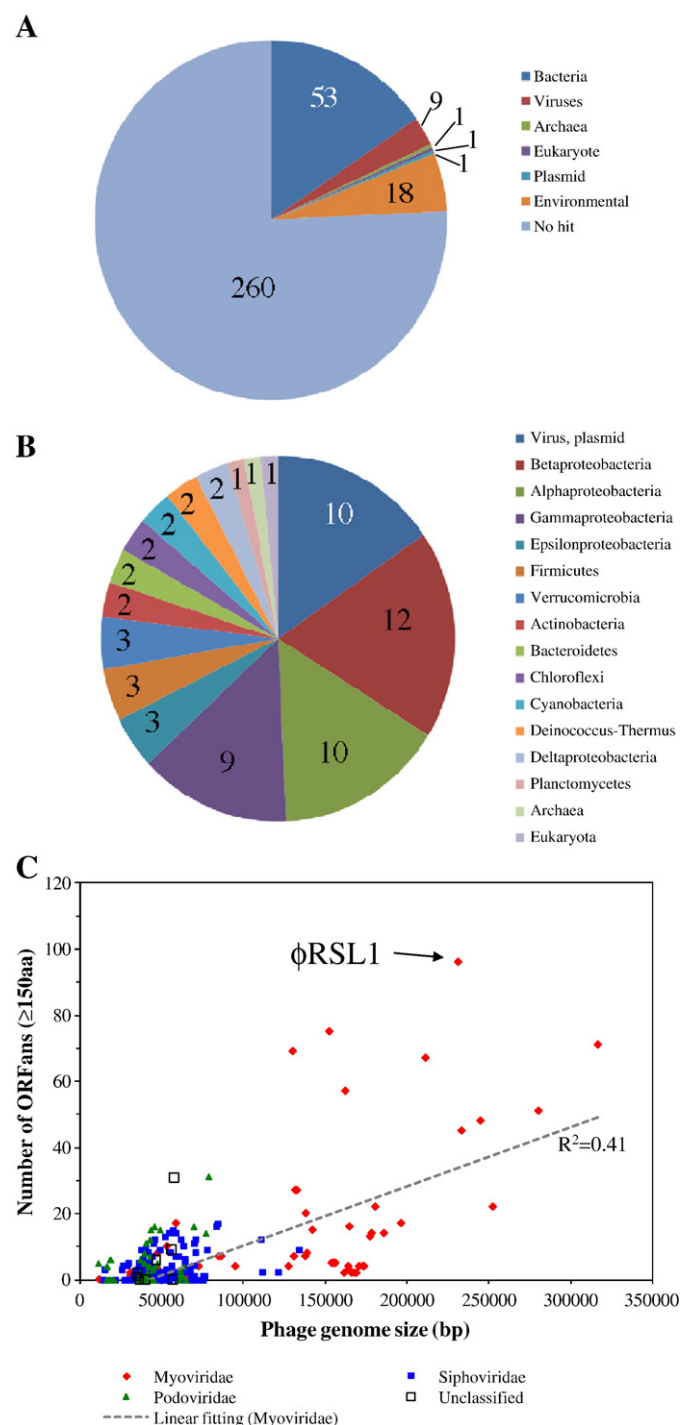 A
53
9
1
1
1
18
260
Bacteria
Viruses
Archaea
Eukaryote
Plasmid
Environmental
No hit
B
10
12
10
9
3
3
3
2
2
2
2
2
2
1
1
1
Virus, plasmid
Betaproteobacteria
Alphaproteobacteria
Gammaproteobacteria
Epsilonproteobacteria
Firmicutes
Verrucomicrobia
Actinobacteria
Bacteroidetes
Chloroflexi
Cyanobacteria
Deinococcus-Thermus
Deltaproteobacteria
Planctomycetes
Archaea
Eukaryota
C
Number of ORFans (≥150aa)
120
100
80
60
40
20
0
ϕRSL1
R²=0.41
0 50000 100000 150000 200000 250000 300000 350000
Phage genome size (bp)
Myoviridae Siphoviridae
Podoviridae Unclassified
Linear fitting (Myoviridae)